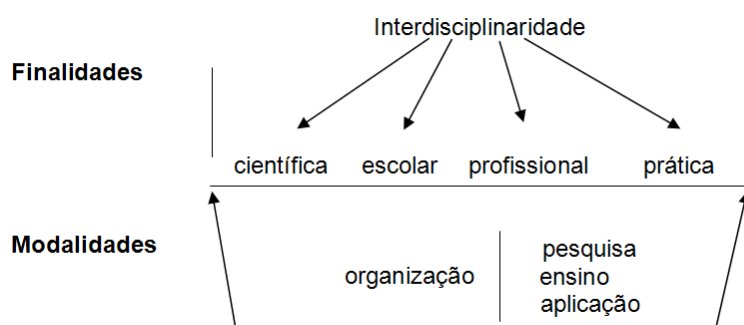 Interdisciplinaridade
Finalidades
científica escolar profissional prática
Modalidades
organização
pesquisa
ensino
aplicação